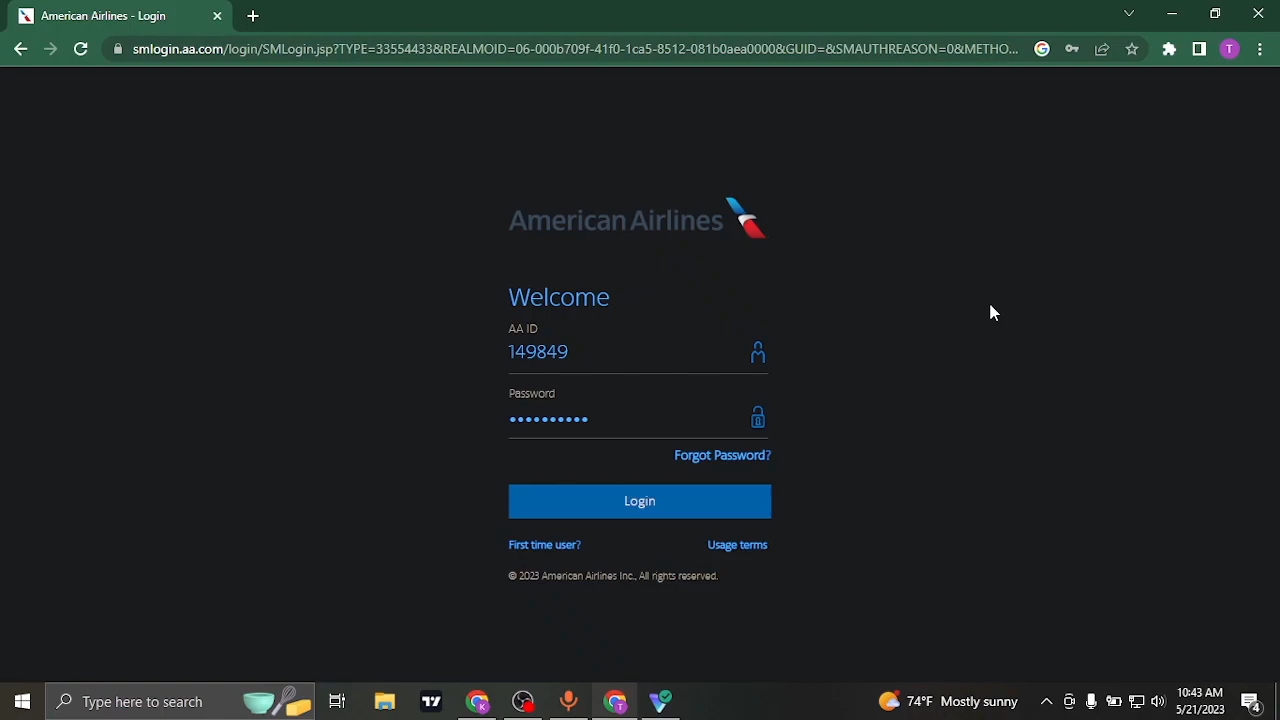 American Airlines - Login
smlogin.aa.com/login/SMLogin.jsp?TYPE=33554433&REALMOID=06-000b709f-41f0-1ca5-8512-081b0aea0000&GUID=&SMAUTHREASON=0&METHO...
T
American Airlines
Welcome
AA ID
149849
Password
Forgot Password?
Login
First time user?
Usage terms
© 2023 American Airlines Inc., All rights reserved.
Type here to search
K
T
74°F Mostly sunny
10:43 AM
5/21/2023
4